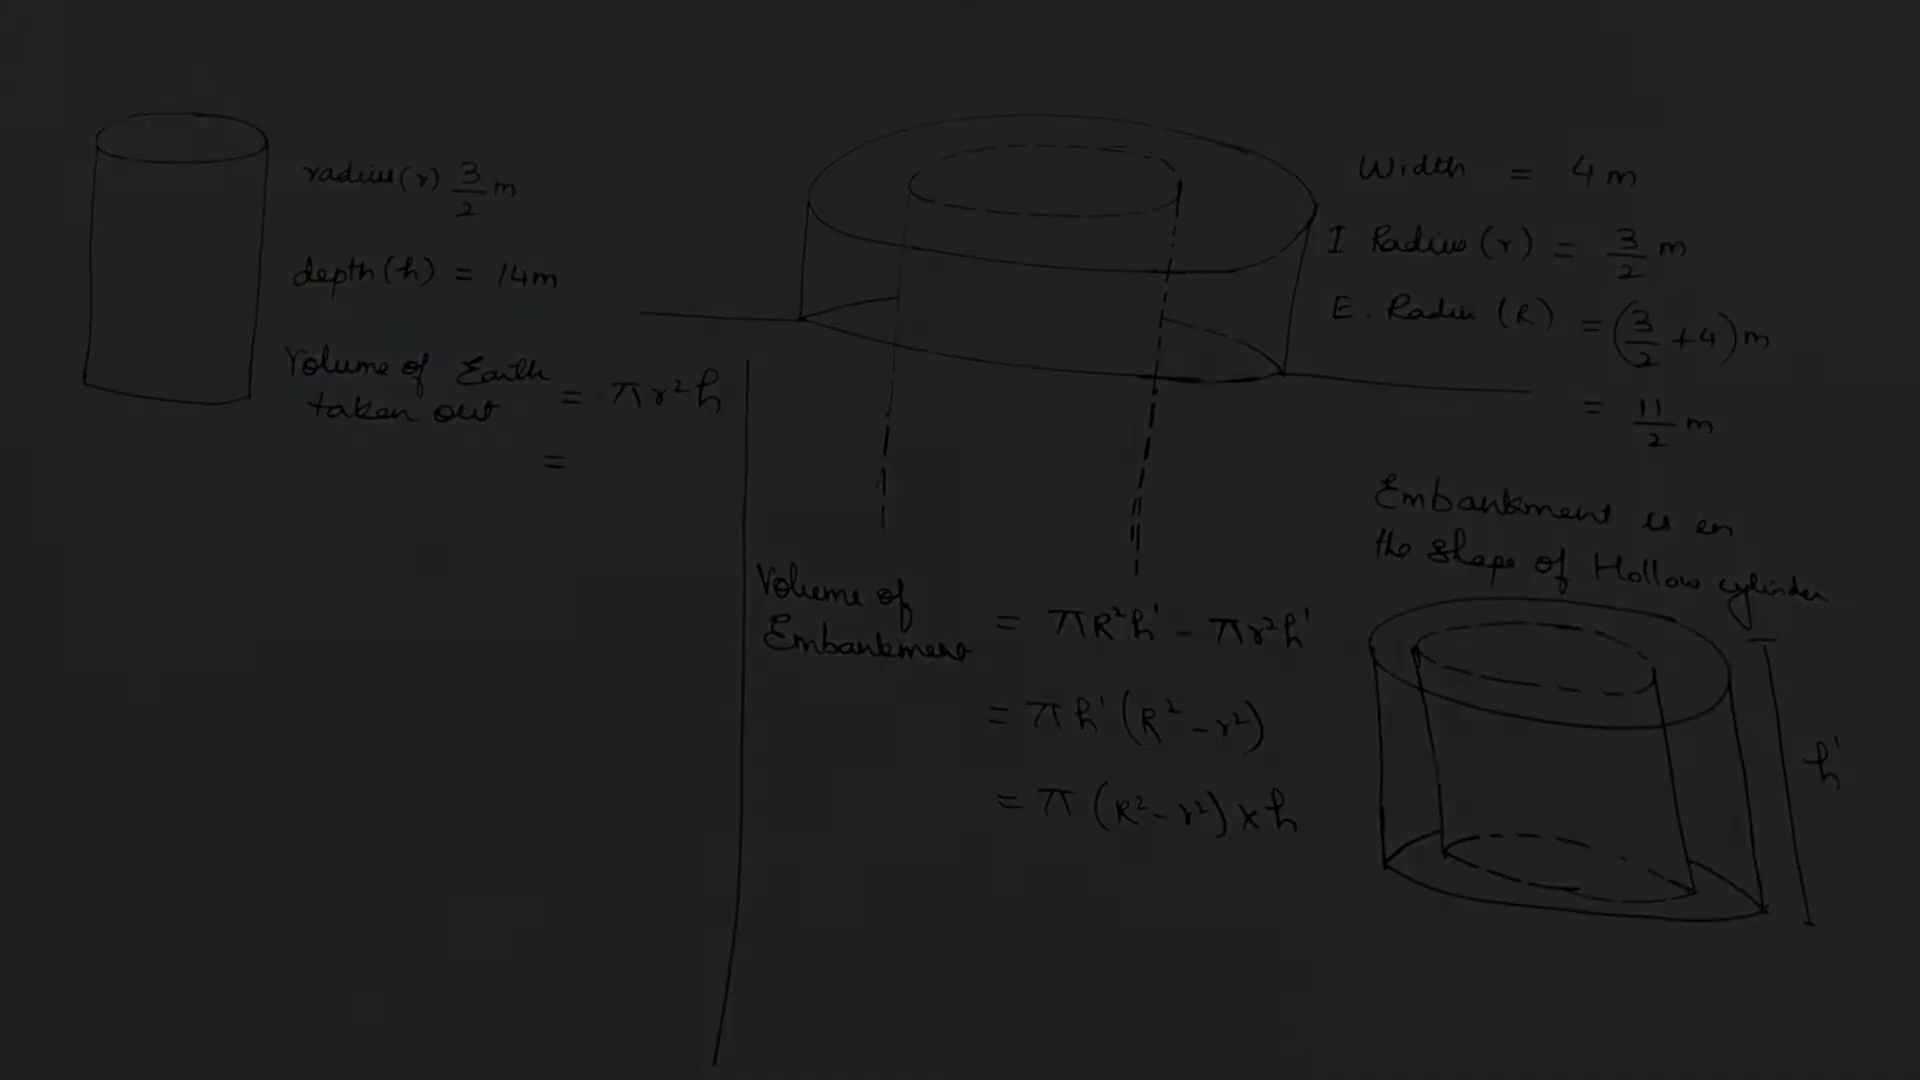 radius(r) 3/2 m
depth(h) = 14m
Volume of Earth
taken out = πr²h
=
Width = 4 m
I. Radius (r) = 3/2 m
E. Radiu (R) = (3/2 + 4) m
= 11/2 m
Embankment is in
the shape of Hollow cylinder
h'
Volume of
Embankment = πR²h' - πr²h'
= πh' (R² - r²)
= π (R² - r²) x h